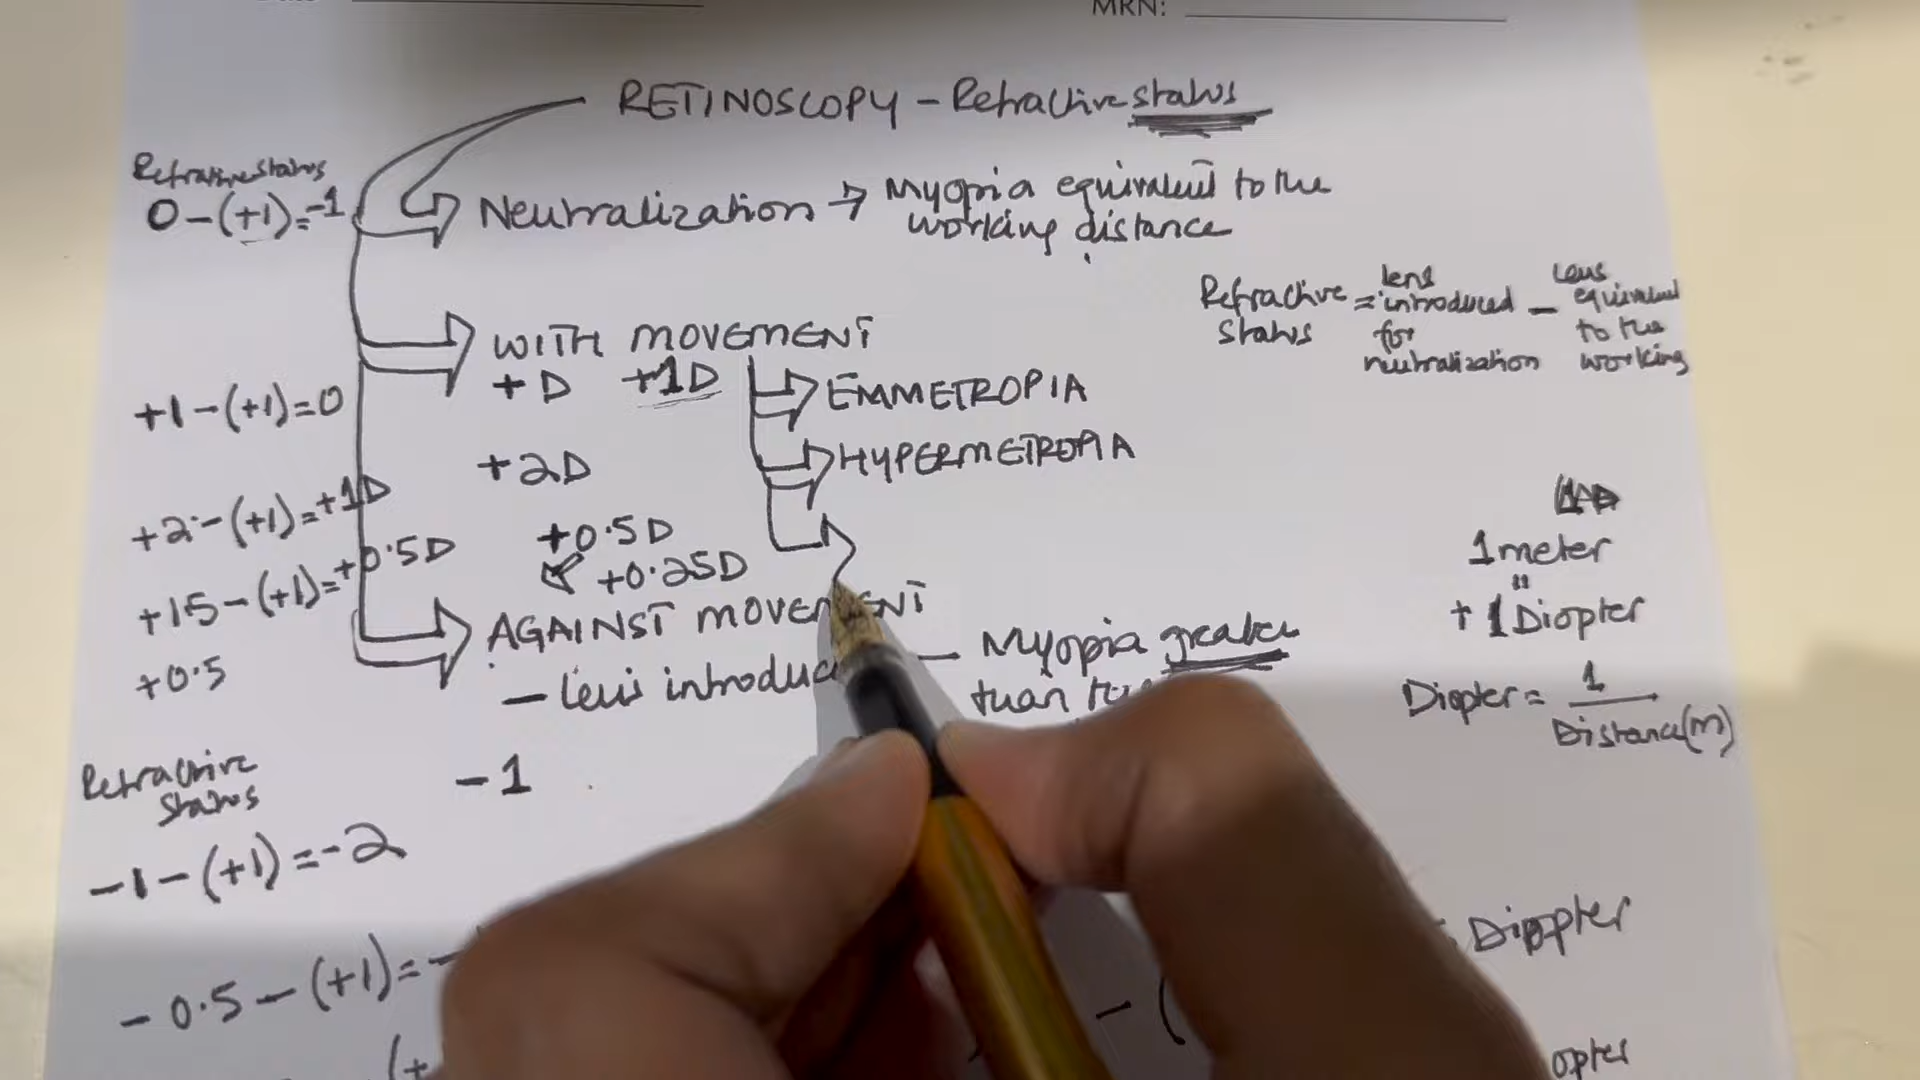 MRN:
RETINOSCOPY - Refractive status
Refractive status
0 - (+1) = -1
Neutralization → Myopia equivalent to the
working distance
Refractive status = lens introduced for neutralization - Lens equivalent to the working
WITH MOVEMENT
+D +1D
EMMETROPIA
+1 - (+1) = 0
HYPERMETROPIA
+2D
+2 - (+1) = +1D
+0.5D
1 meter
"
+ 1 Diopter
+0.25D
+15 - (+1) = +0.5D
AGAINST MOVEMENT
- lens introduc
- Myopia greater
than
+0.5
Diopter = 1
Distance(m)
Refractive
status
-1
-1 - (+1) = -2
Diopter
-0.5 - (+1) = -
- (
(+
opter